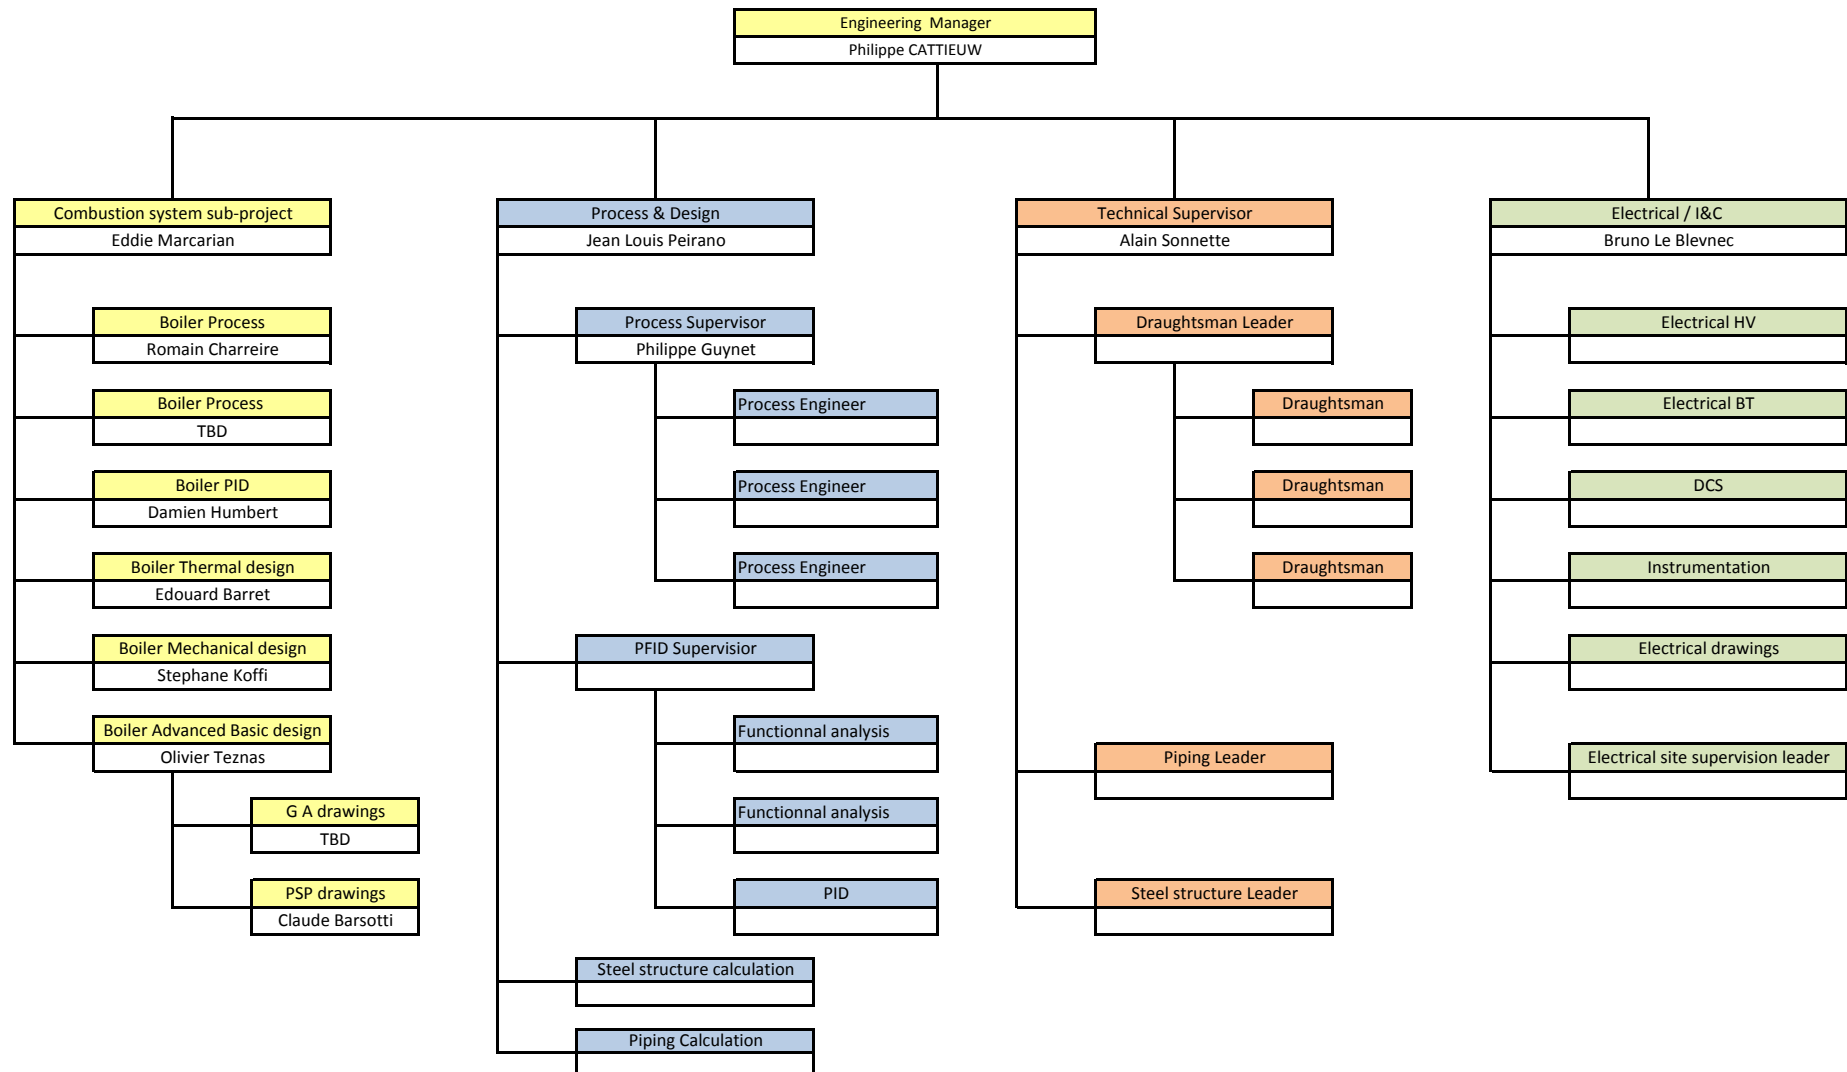 Engineering  Manager
Philippe CATTIEUW
Combustion system sub-project
Eddie Marcarian
Boiler Process
Romain Charreire
Boiler Process
TBD
Boiler PID
Damien Humbert
Boiler Thermal design
Edouard Barret
Boiler Mechanical design
Stephane Koffi
Boiler Advanced Basic design
Olivier Teznas
G A drawings
TBD
PSP drawings
Claude Barsotti
Process & Design
Jean Louis Peirano
Process Supervisor
Philippe Guynet
Process Engineer
Process Engineer
Process Engineer
PFID Supervisior
Functionnal analysis
Functionnal analysis
PID
Steel structure calculation
Piping Calculation
Technical Supervisor
Alain Sonnette
Draughtsman Leader
Draughtsman
Draughtsman
Draughtsman
Piping Leader
Steel structure Leader
Electrical / I&C
Bruno Le Blevnec
Electrical HV
Electrical BT
DCS
Instrumentation
Electrical drawings
Electrical site supervision leader